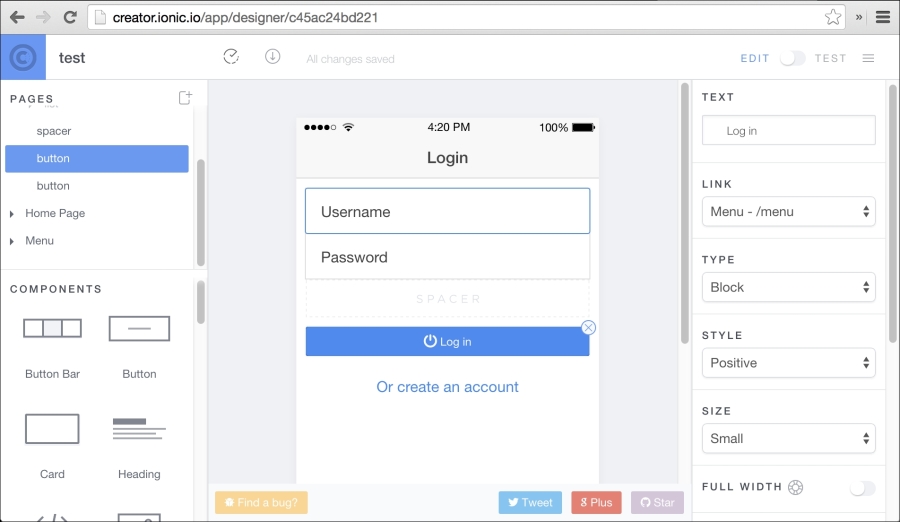 creator.ionic.io/app/designer/c45ac24bd221
»
test
All changes saved
EDIT
TEST
PAGES
spacer
button
button
Home Page
Menu
COMPONENTS
Button Bar
Button
Card
Heading
4:20 PM
100%
Login
Username
Password
SPACER
Log in
Or create an account
Find a bug?
Tweet
Plus
Star
TEXT
Log in
LINK
Menu - /menu
TYPE
Block
STYLE
Positive
SIZE
Small
FULL WIDTH